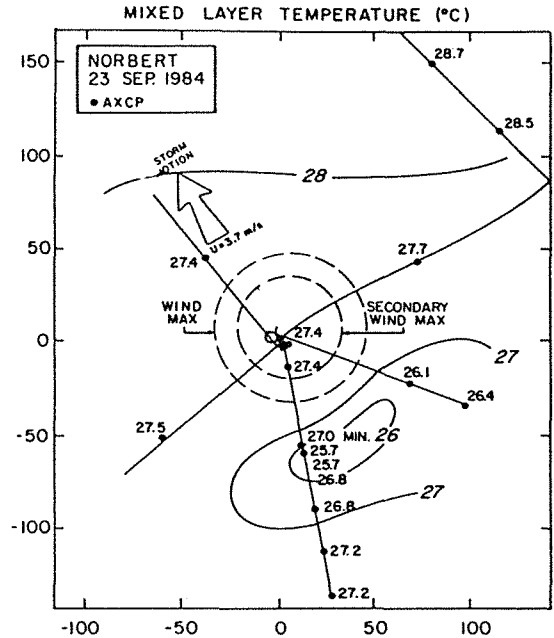 MIXED LAYER TEMPERATURE (°C)
NORBERT
23 SEP. 1984
● AXCP
150
100
50
0
-50
-100
-100
-50
0
50
100
28.7
28.5
28
STORM
MOTION
U=3.7 m/s
27.4
27.7
WIND
MAX
SECONDARY
WIND MAX
27.4
27.4
27
26.1
26.4
27.5
27.0 MIN. 26
25.7
25.7
26.8
26.8
27
27.2
27.2